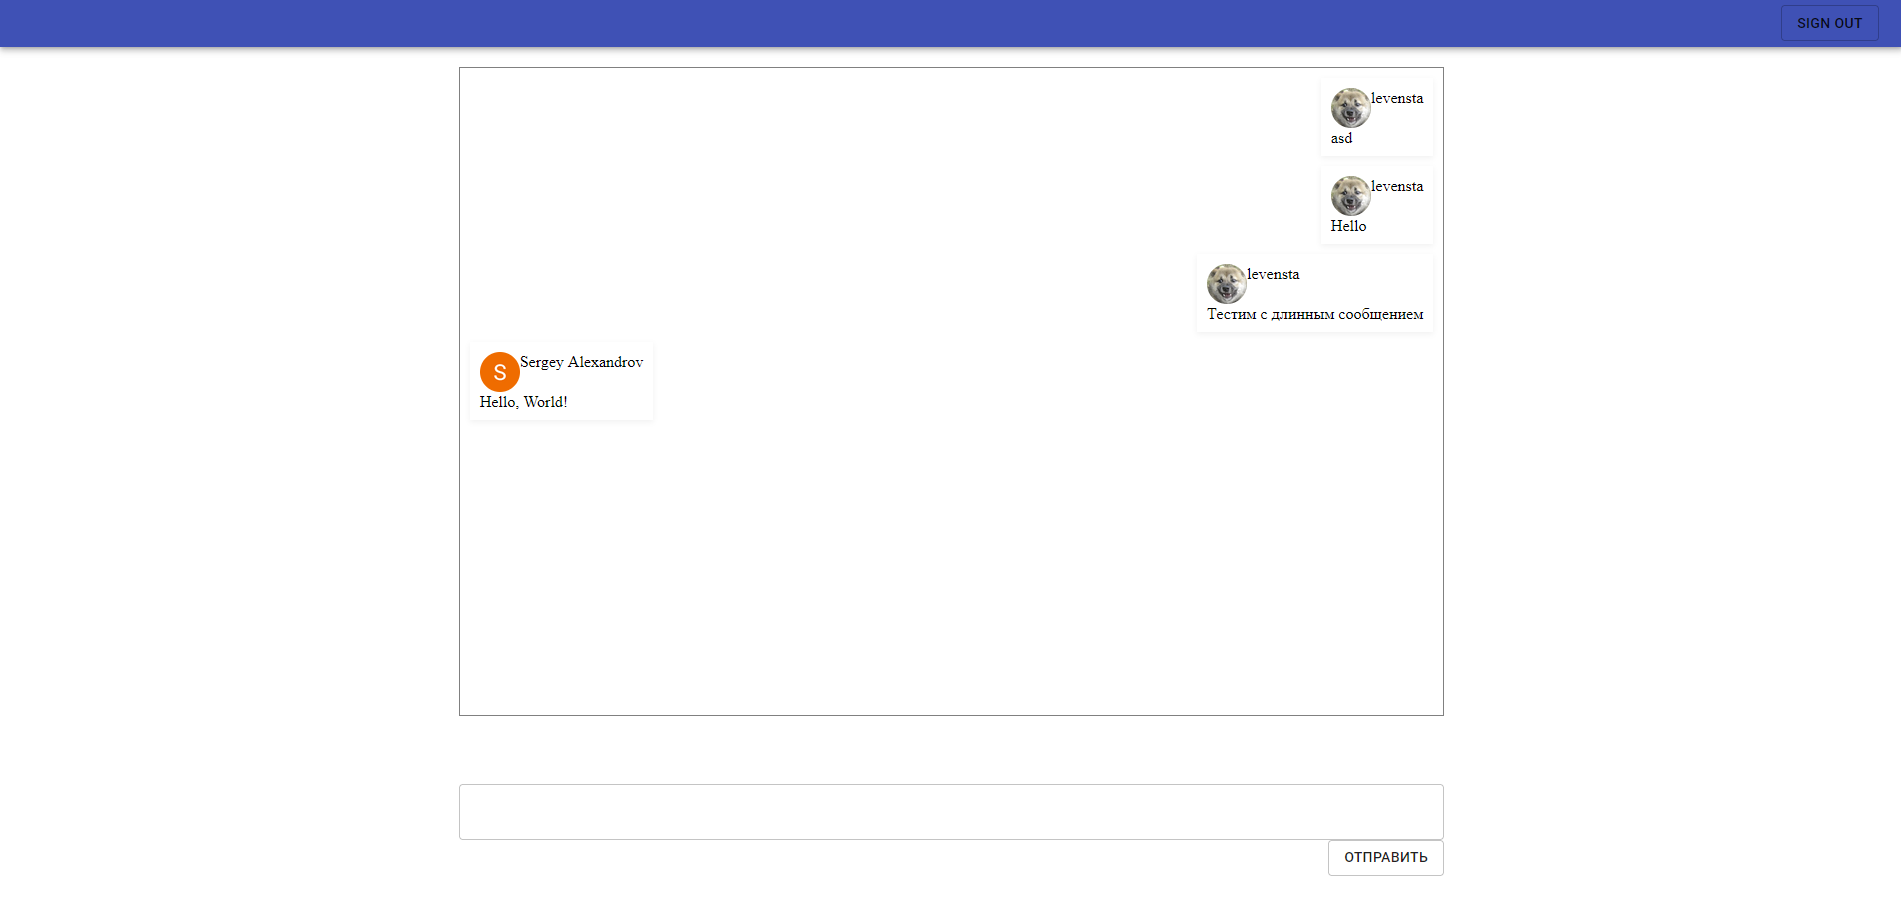 SIGN OUT
levensta
asd
levensta
Hello
levensta
Тестим с длинным сообщением
S
Sergey Alexandrov
Hello, World!
ОТПРАВИТЬ